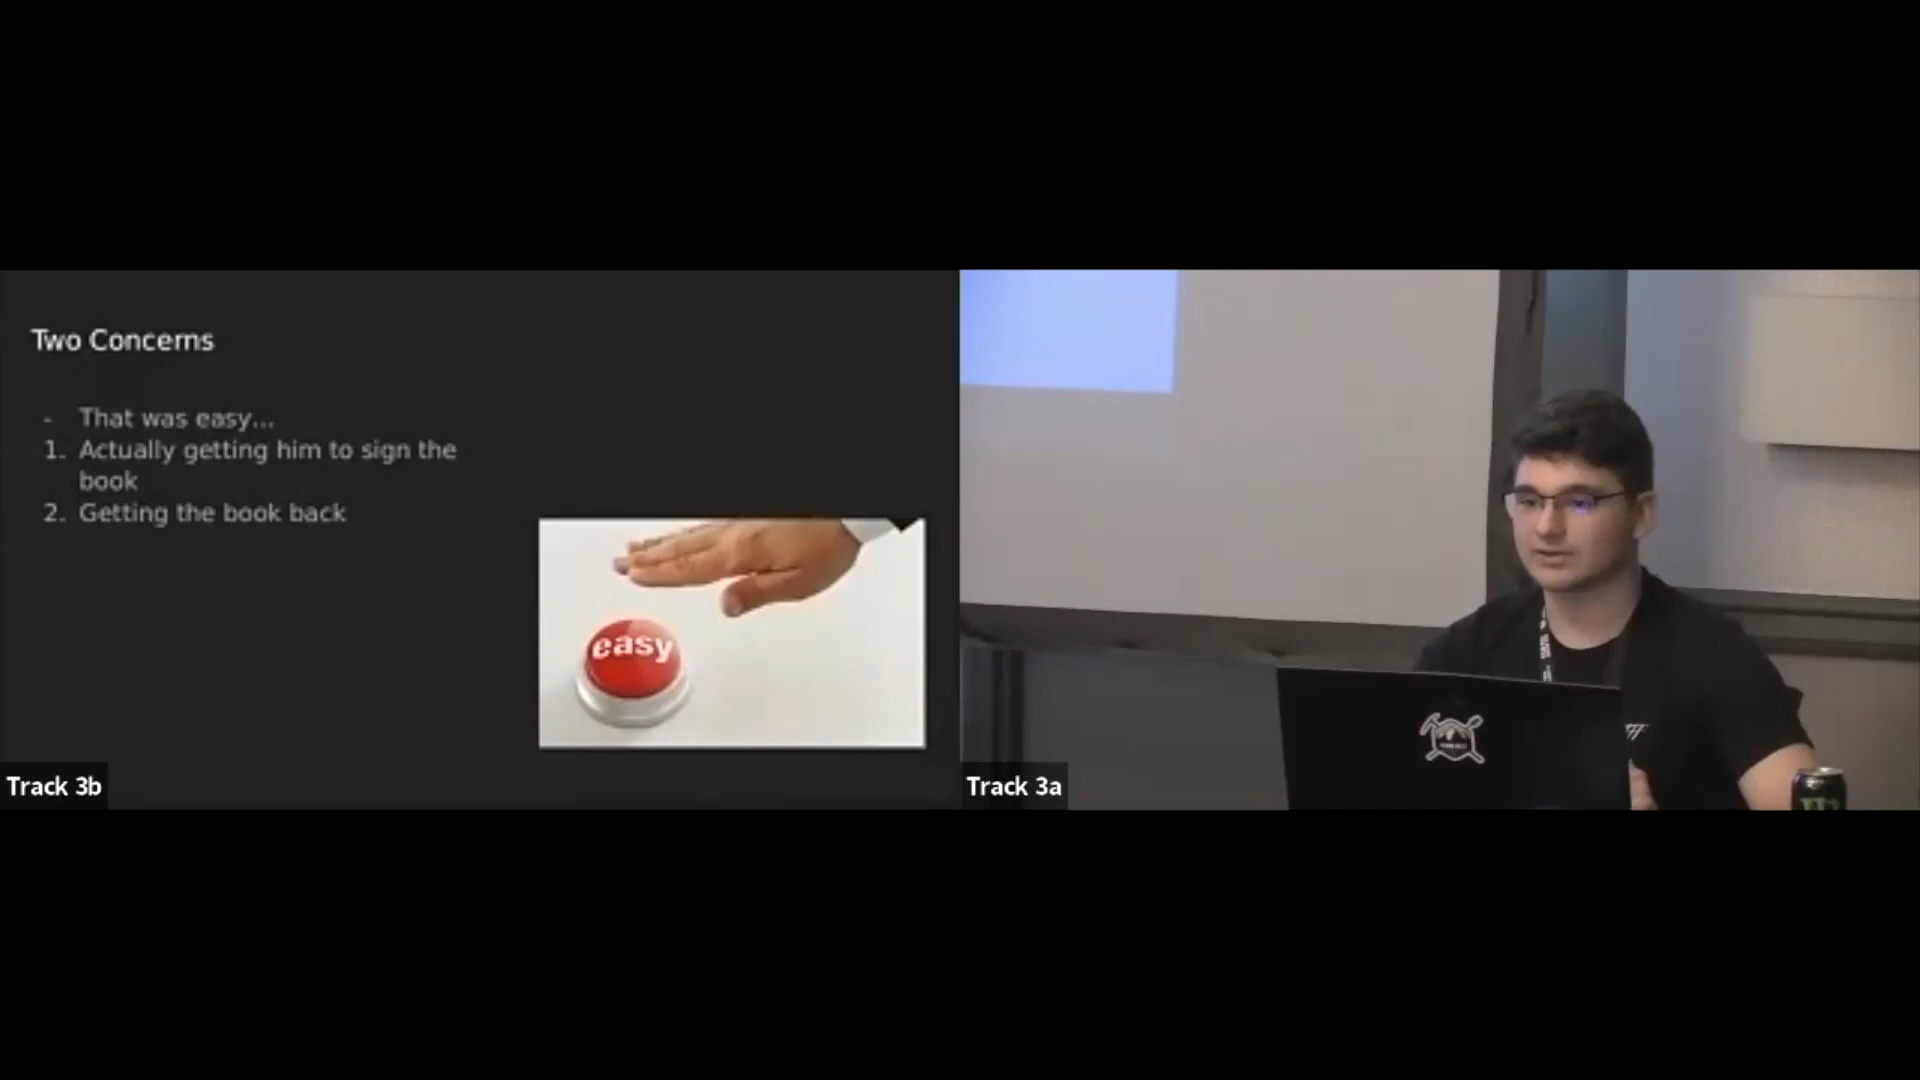 Two Concerns
- That was easy...
1. Actually getting him to sign the
book
2. Getting the book back
easy
Track 3b
Track 3a